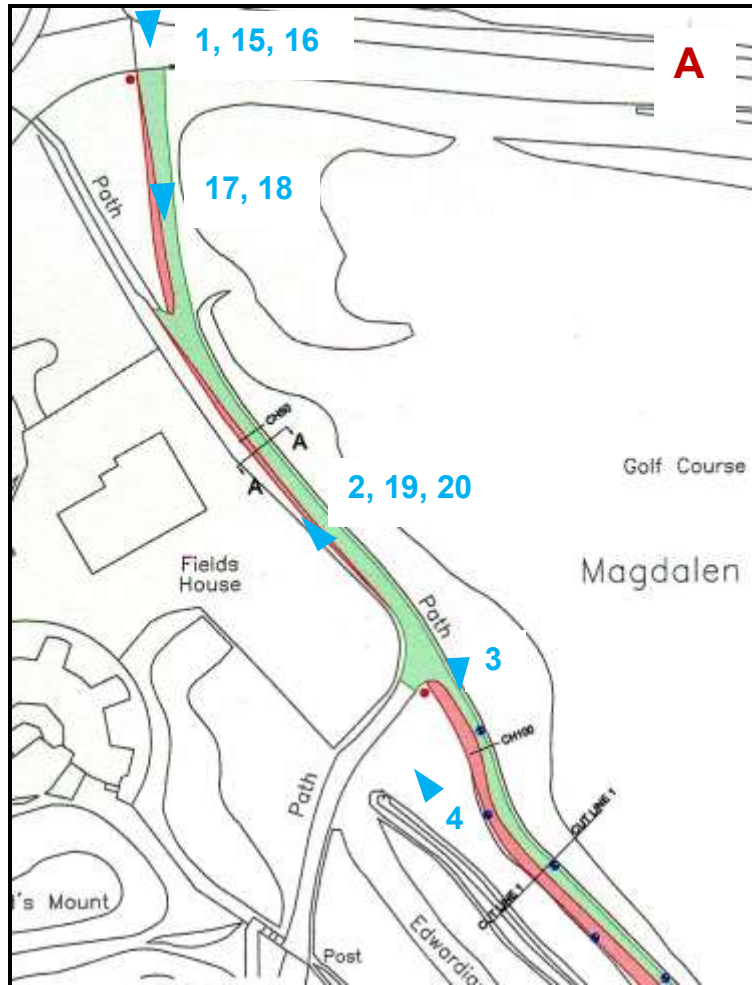 1, 15, 16
A
Path
17, 18
CH50
A
A
2, 19, 20
Golf Course
Fields
House
Magdalen
Path
3
CH100
Path
4
CUT LINE 1
CUT LINE 1
's Mount
Post
Edwardia